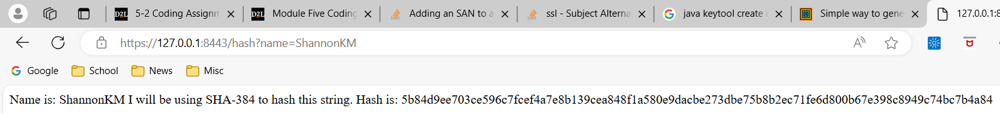 5-2 Coding Assignm
Module Five Coding
Adding an SAN to a
ssl - Subject Alterna
java keytool create c
Simple way to gene
127.0.0.1:8
https://127.0.0.1:8443/hash?name=ShannonKM
Google School News Misc
Name is: ShannonKM I will be using SHA-384 to hash this string. Hash is: 5b84d9ee703ce596c7fcef4a7e8b139cea848f1a580e9dacbe273dbe75b8b2ec71fe6d800b67e398c8949c74bc7b4a84